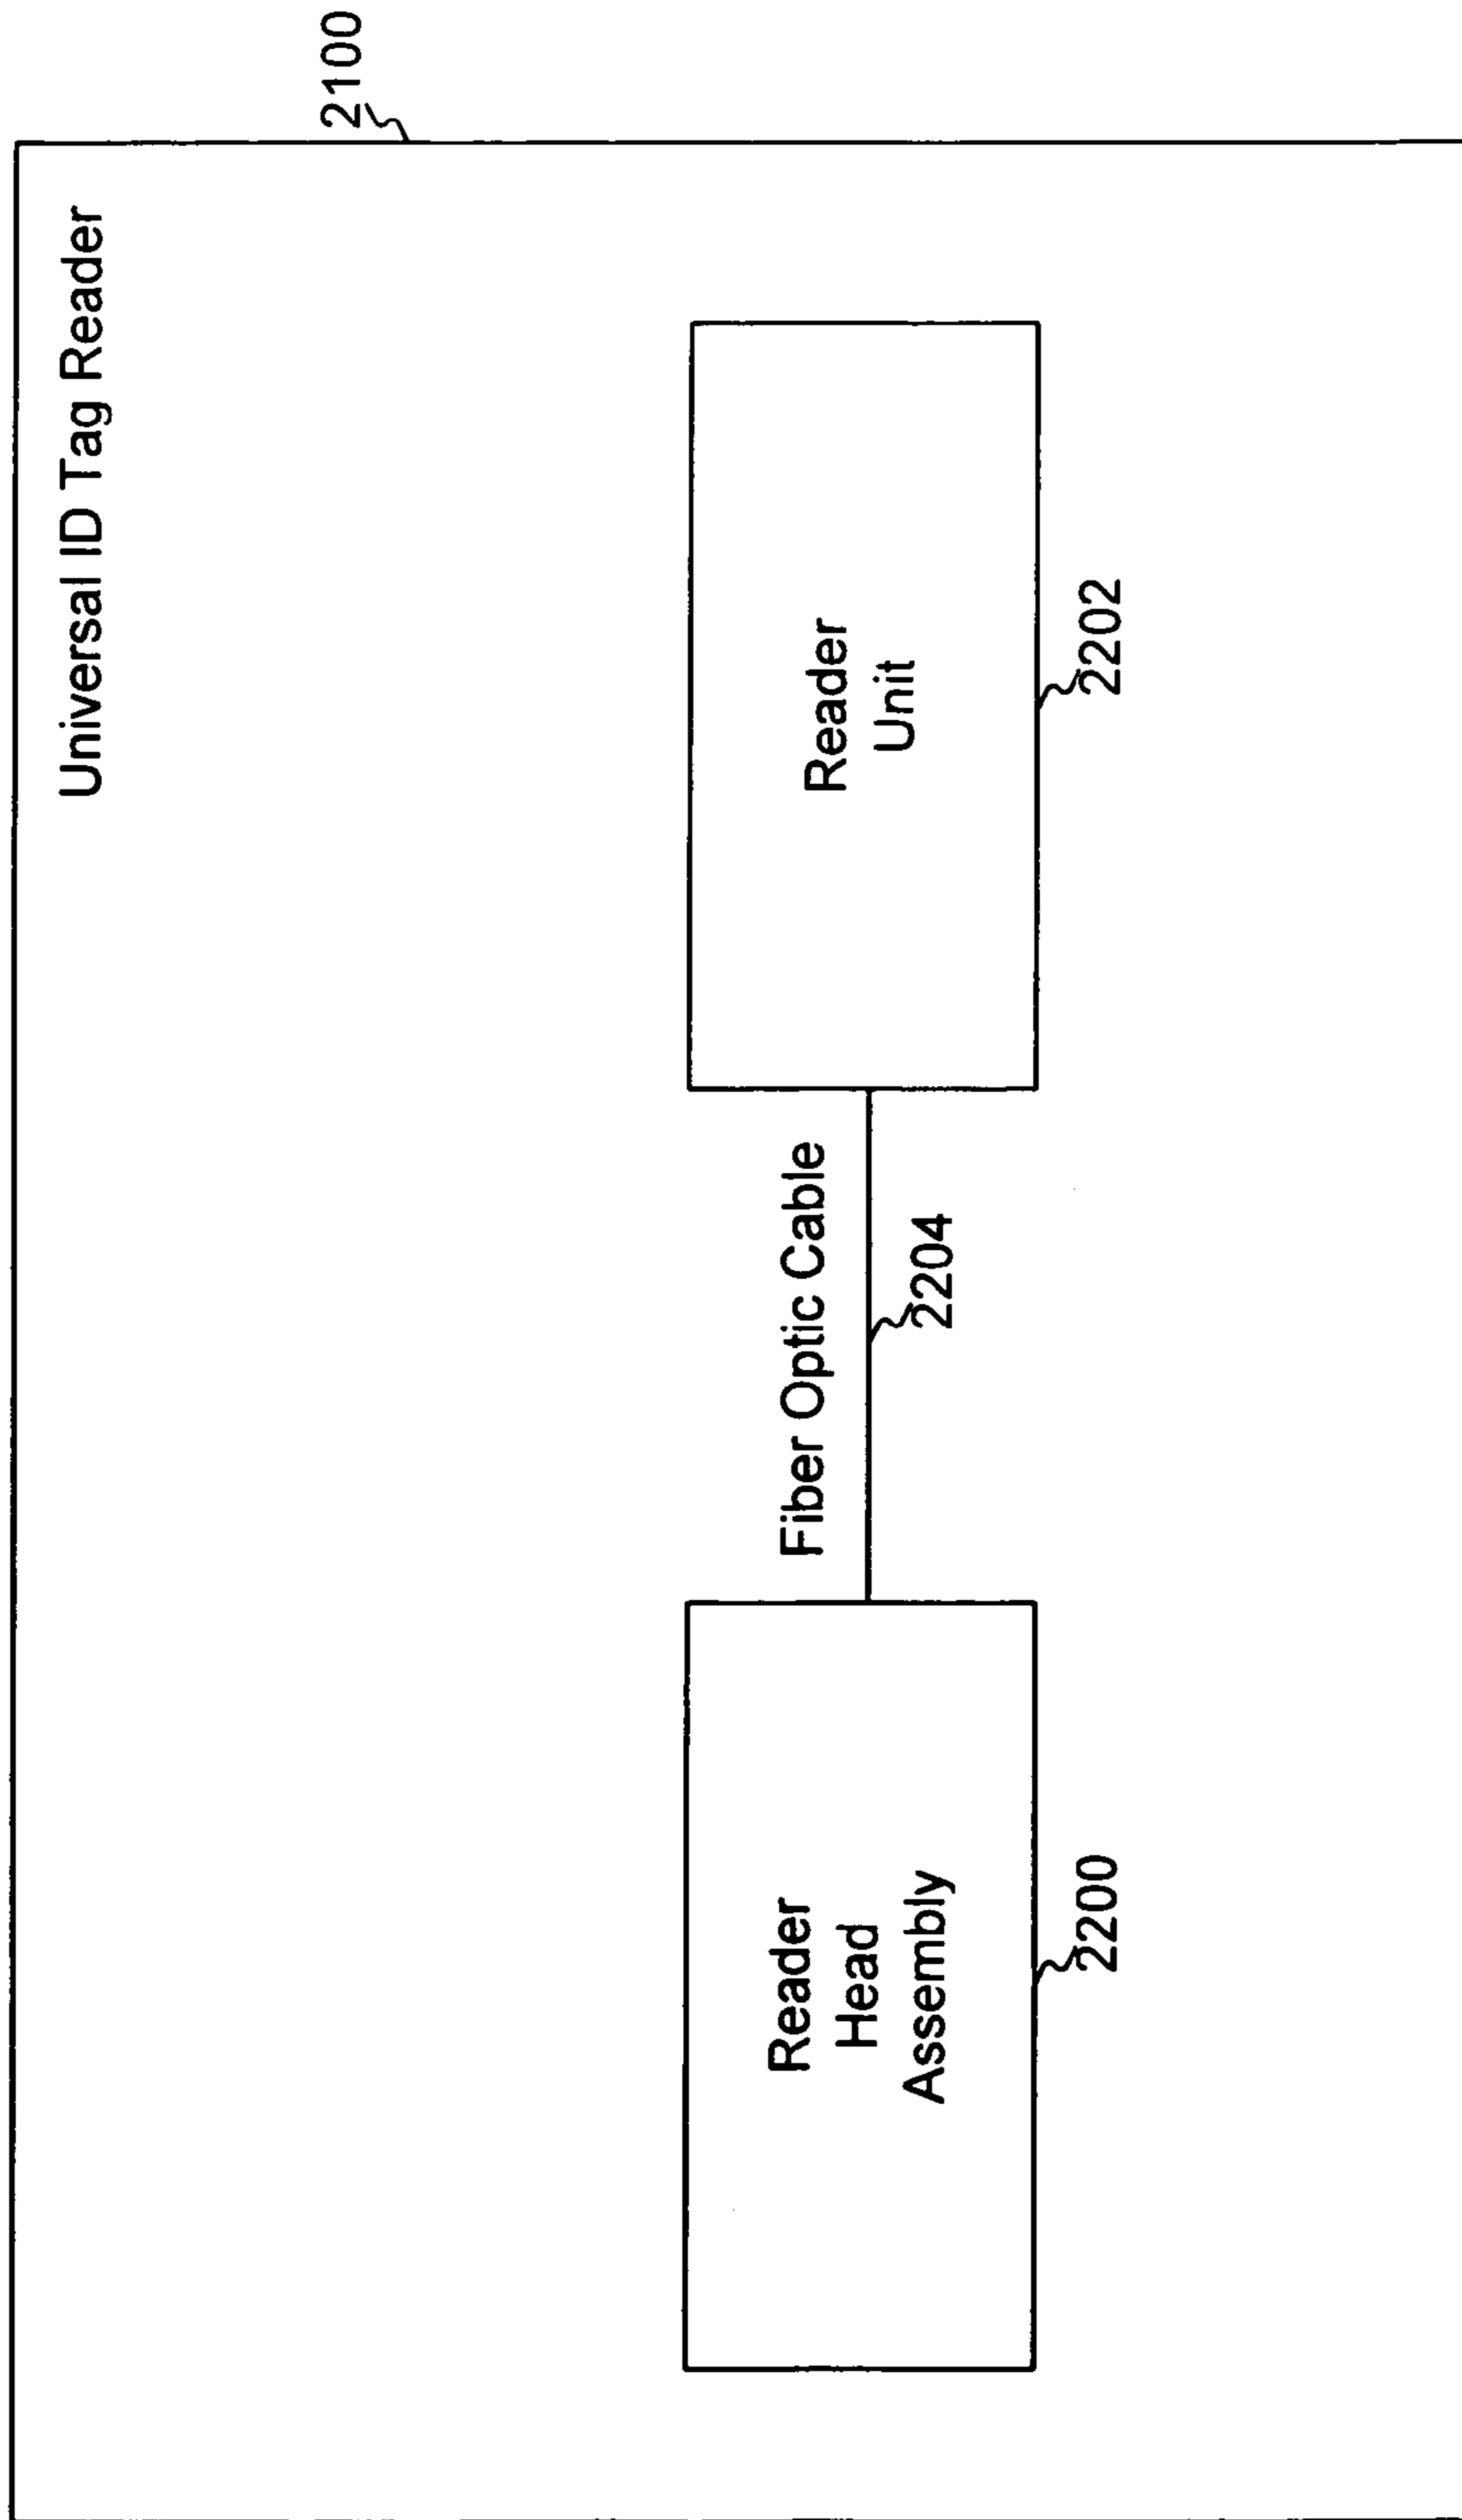 Universal ID Tag Reader
2100
Reader
Head
Assembly
2200
Fiber Optic Cable
2204
Reader
Unit
2202